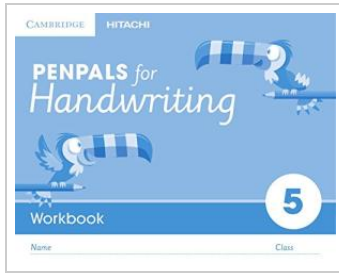 CAMBRIDGE HITACHI
PENPALS for
Handwriting
5
Workbook
Name Class